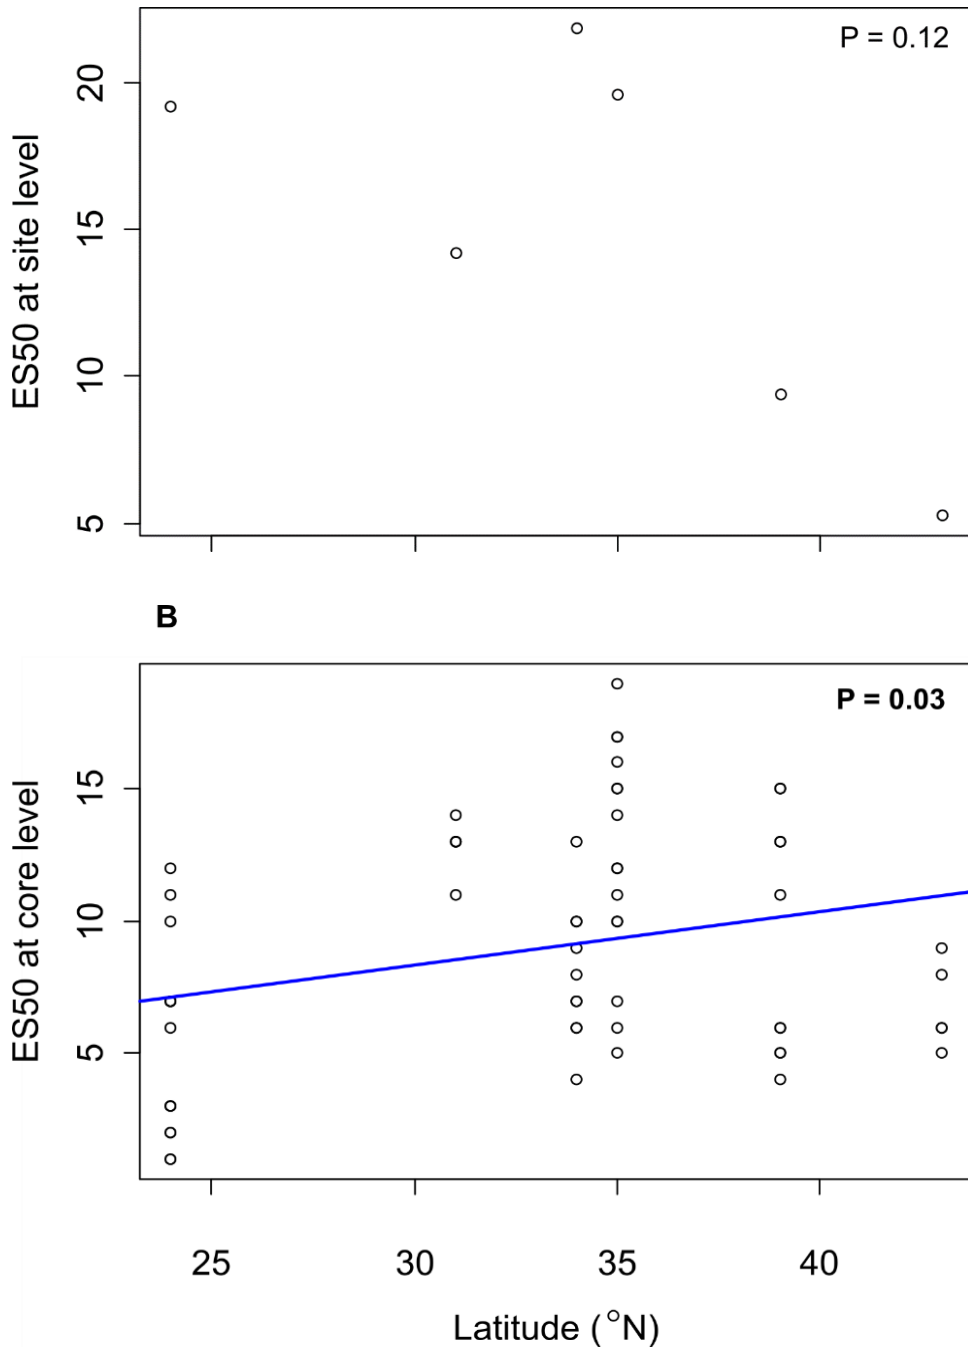 P = 0.12
20
15
10
5
ES50 at site level
B
P = 0.03
15
10
5
ES50 at core level
25 30 35 40
Latitude (°N)